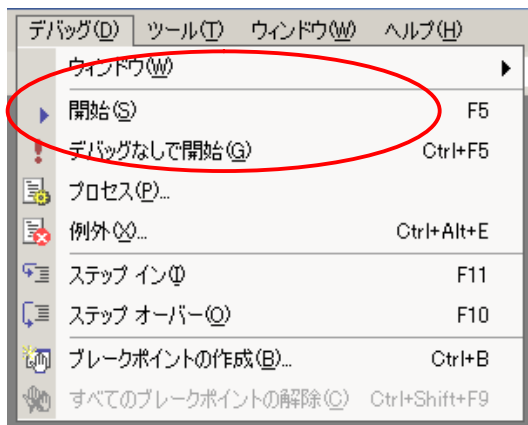 デバッグ(D) ツール(T) ウィンドウ(W) ヘルプ(H)
ウィンドウ(W)
開始(S) F5
デバッグなしで開始(G) Ctrl+F5
プロセス(P)...
例外(X)... Ctrl+Alt+E
ステップ イン(I) F11
ステップ オーバー(O) F10
ブレークポイントの作成(B)... Ctrl+B
すべてのブレークポイントの解除(C) Ctrl+Shift+F9